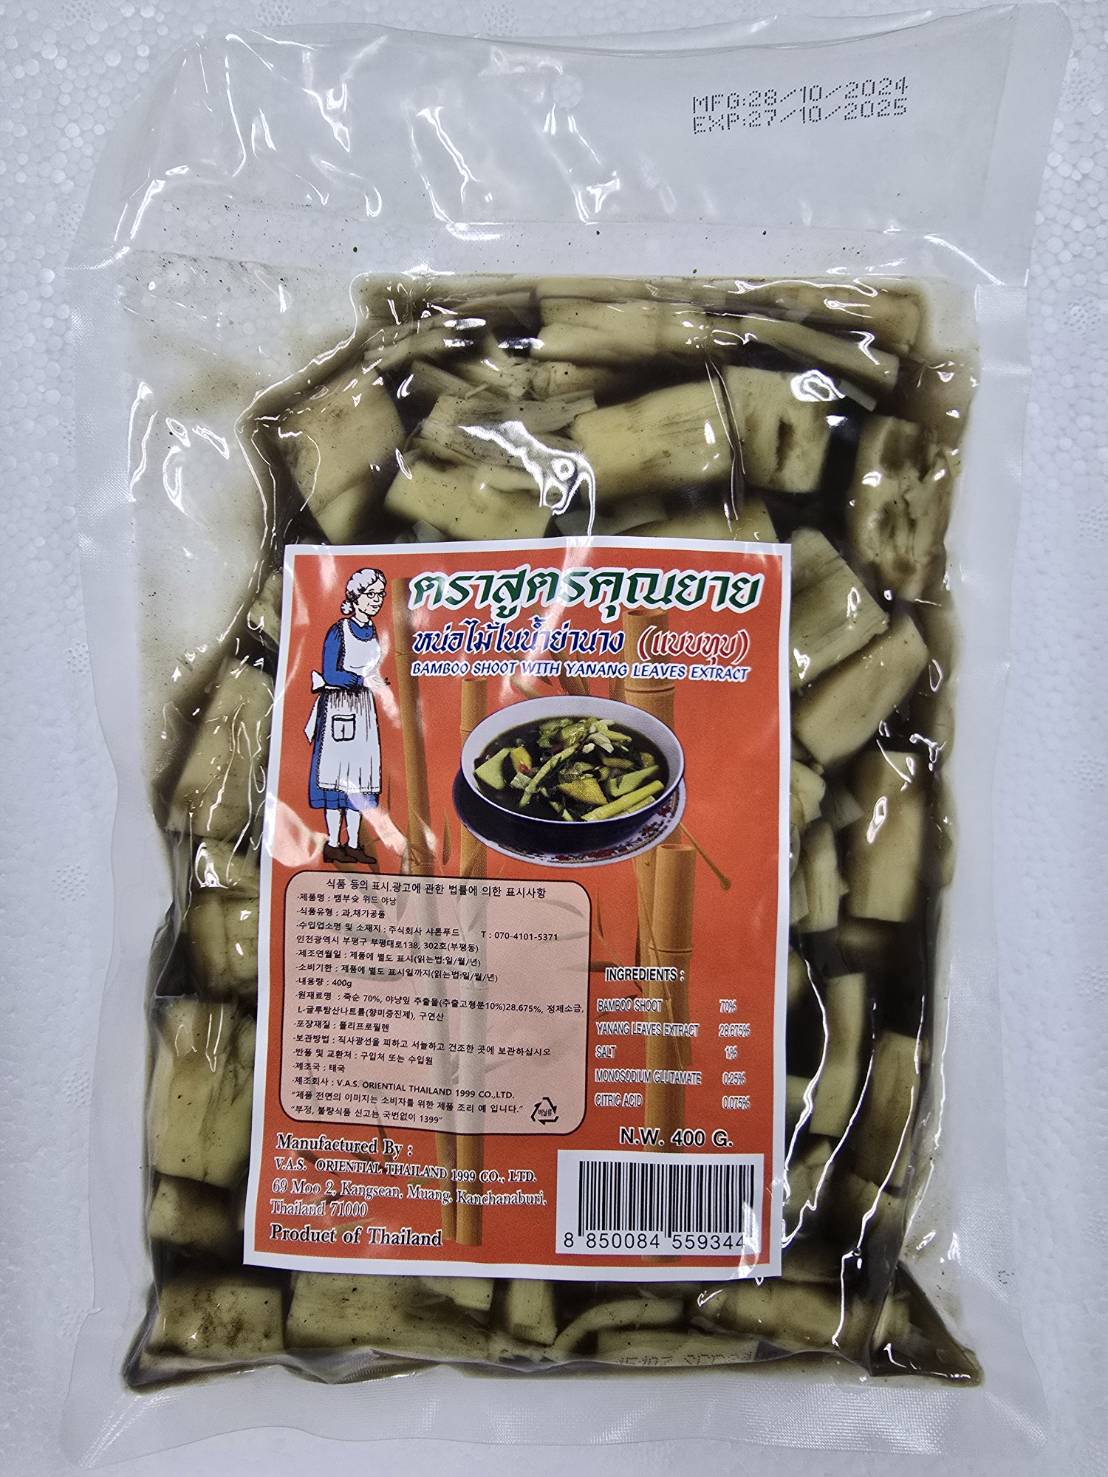 MFG:28/10/2024
EXP:27/10/2025
ตราสูตรคุณยาย
หน่อไม้ในน้ำย่านาง (แบบทุบ)
BAMBOO SHOOT WITH YANANG LEAVES EXTRACT
식품 등의 표시.광고에 관한 법률에 의한 표시사항
·제품명 : 뱀부슛 위드 야낭
·식품유형 : 과,채가공품
·수입업소명 및 소재지 : 주식회사 샤론푸드 T : 070-4101-5371
인천광역시 부평구 부평대로138, 302호(부평동)
·제조연월일 : 제품에 별도 표시(읽는법:일/월/년)
·소비기한 : 제품에 별도 표시일까지(읽는법:일/월/년)
·내용량 : 400g
·원재료명 : 죽순 70%, 야낭잎 추출물(추출고형분10%)28.675%, 정제소금,
L-글루탐산나트륨(향미증진제), 구연산
·포장재질 : 폴리프로필렌
·보관방법 : 직사광선을 피하고 서늘하고 건조한 곳에 보관하십시오
·반품 및 교환처 : 구입처 또는 수입원
·제조국 : 태국
·제조회사 : V.A.S. ORIENTIAL THAILAND 1999 CO.,LTD.
"제품 전면의 이미지는 소비자를 위한 제품 조리 예 입니다."
"부정, 불량식품 신고는 국번없이 1399"
비닐류
INGREDIENTS :
BAMBOO SHOOT 70%
YANANG LEAVES EXTRACT 28.675%
SALT 1%
MONOSODIUM GLUTAMATE 0.25%
CITRIC ACID 0.075%
N.W. 400 G.
Manufactured By :
V.A.S. ORIENTIAL THAILAND 1999 CO., LTD.
69 Moo 2, Kangsean, Muang, Kanchanaburi,
Thailand 71000
Product of Thailand
8 850084 559344